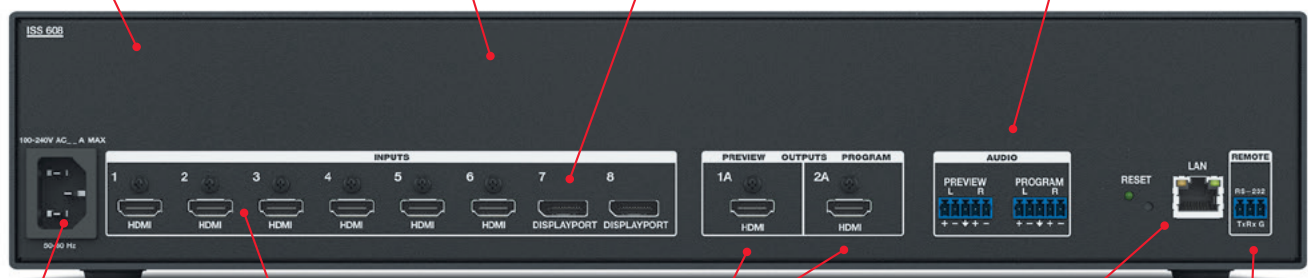 ISS 608
100-240V AC_ _ A MAX
50-60 Hz
INPUTS
1 2 3 4 5 6 7 8
HDMI HDMI HDMI HDMI HDMI HDMI DISPLAYPORT DISPLAYPORT
PREVIEW OUTPUTS PROGRAM
1A 2A
HDMI HDMI
AUDIO
PREVIEW PROGRAM
L R L R
RESET
LAN
REMOTE
RS-232
TxRx G